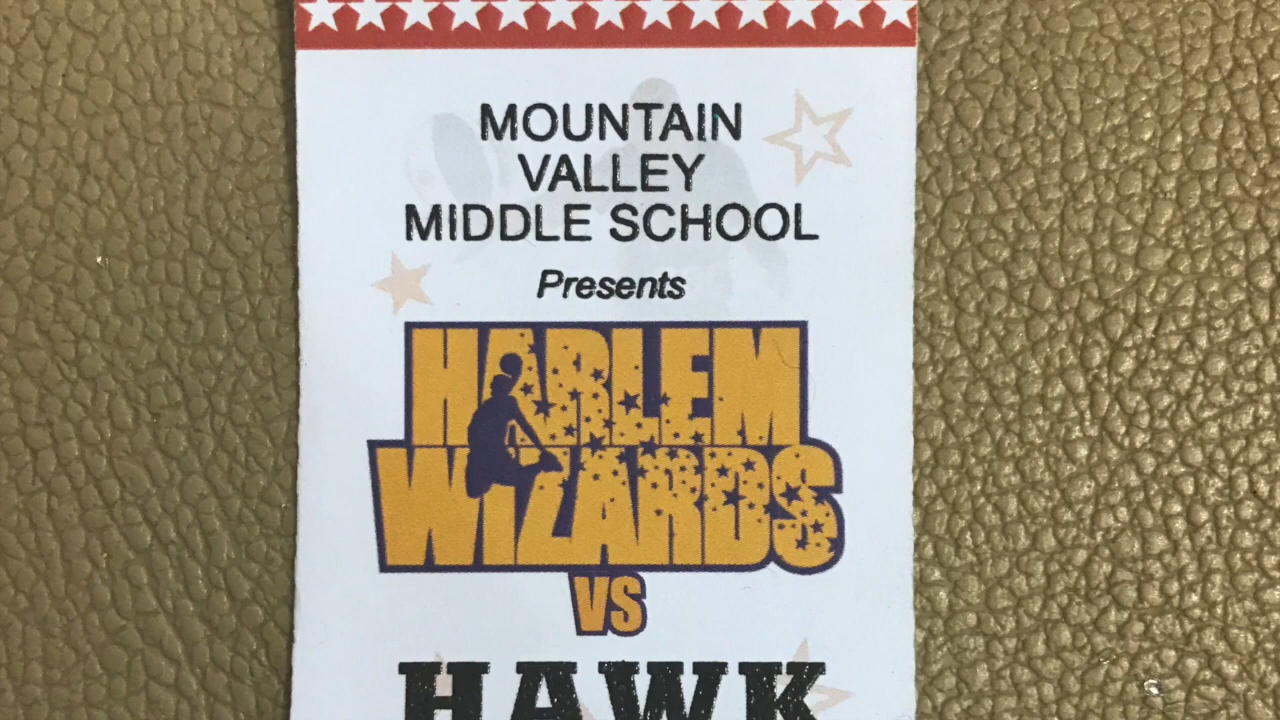 MOUNTAIN
VALLEY
MIDDLE SCHOOL
Presents
HARLEM
WIZARDS
VS
HAWK